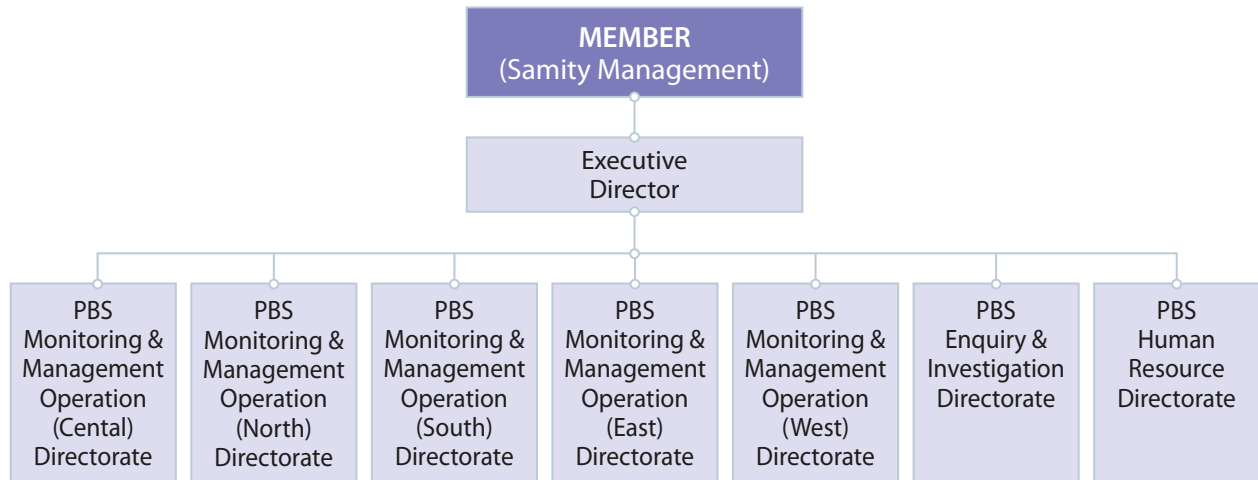 MEMBER
(Samity Management)
Executive
Director
PBS
Monitoring &
Management
Operation
(Cental)
Directorate
PBS
Monitoring &
Management
Operation
(North)
Directorate
PBS
Monitoring &
Management
Operation
(South)
Directorate
PBS
Monitoring &
Management
Operation
(East)
Directorate
PBS
Monitoring &
Management
Operation
(West)
Directorate
PBS
Enquiry &
Investigation
Directorate
PBS
Human
Resource
Directorate